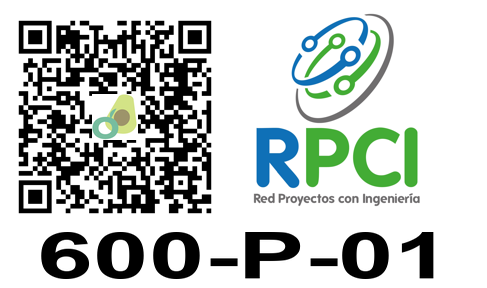 RPCI
Red Proyectos con Ingeniería
600-P-01